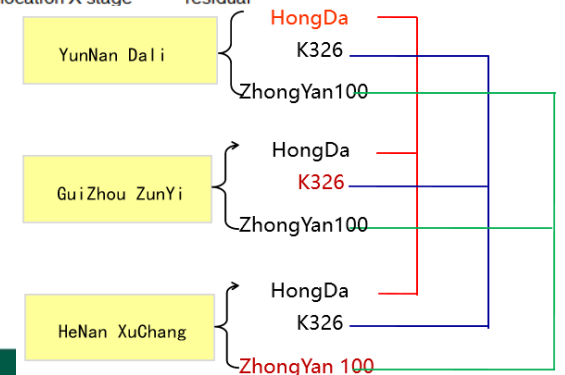 location X stage residual
HongDa
YunNan Dali
K326
ZhongYan100
HongDa
GuiZhou ZunYi
K326
ZhongYan100
HongDa
HeNan XuChang
K326
ZhongYan 100